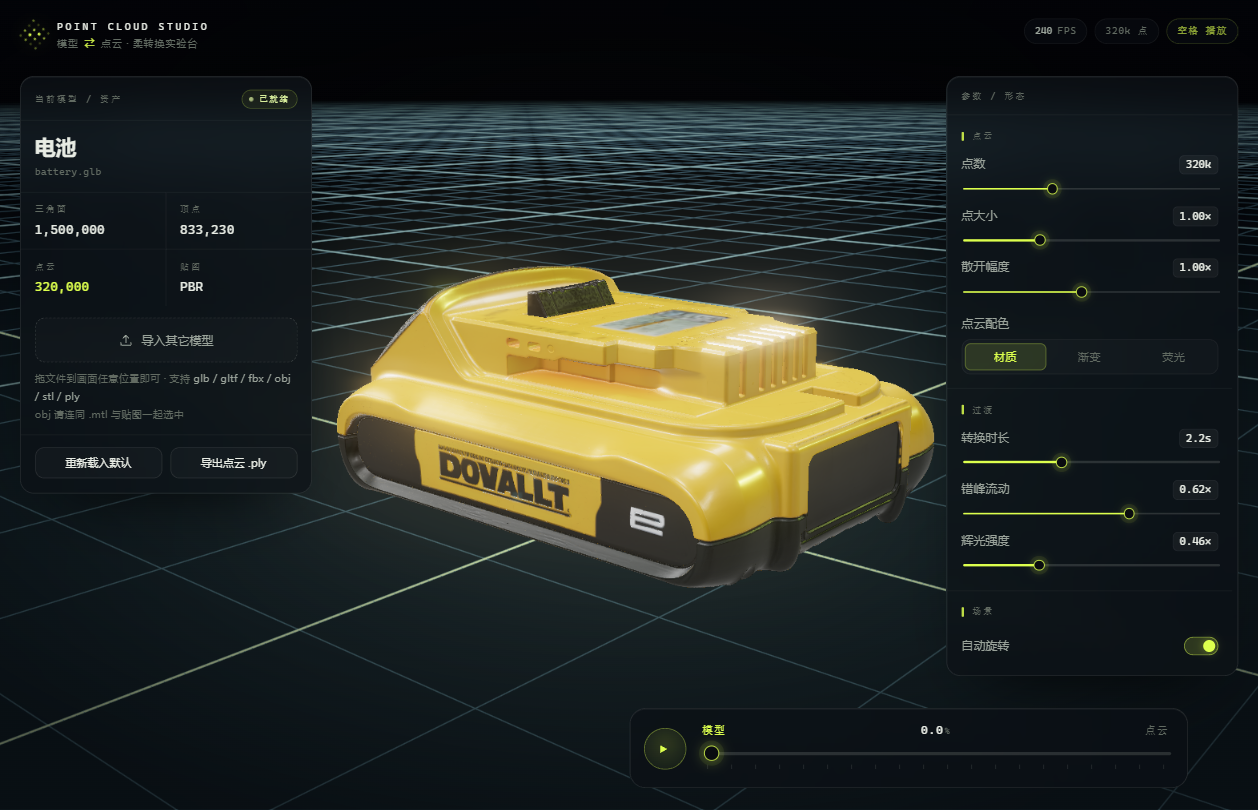 POINT CLOUD STUDIO
模型 ⇄ 点云 · 柔转换实验台
240 FPS
320k 点
空格 播放
当前模型 / 资产
已就绪
电池
battery.glb
三角面
顶点
1,500,000
833,230
点云
贴图
320,000
PBR
导入其它模型
拖文件到画面任意位置即可 · 支持 glb / gltf / fbx / obj
/ stl / ply
obj 请连同 .mtl 与贴图一起选中
重新载入默认
导出点云 .ply
DOVALLT
参数 / 形态
点云
点数
320k
点大小
1.00×
散开幅度
1.00×
点云配色
材质
渐变
荧光
过渡
转换时长
2.2s
错峰流动
0.62×
辉光强度
0.46×
场景
自动旋转
模型
0.0%
点云